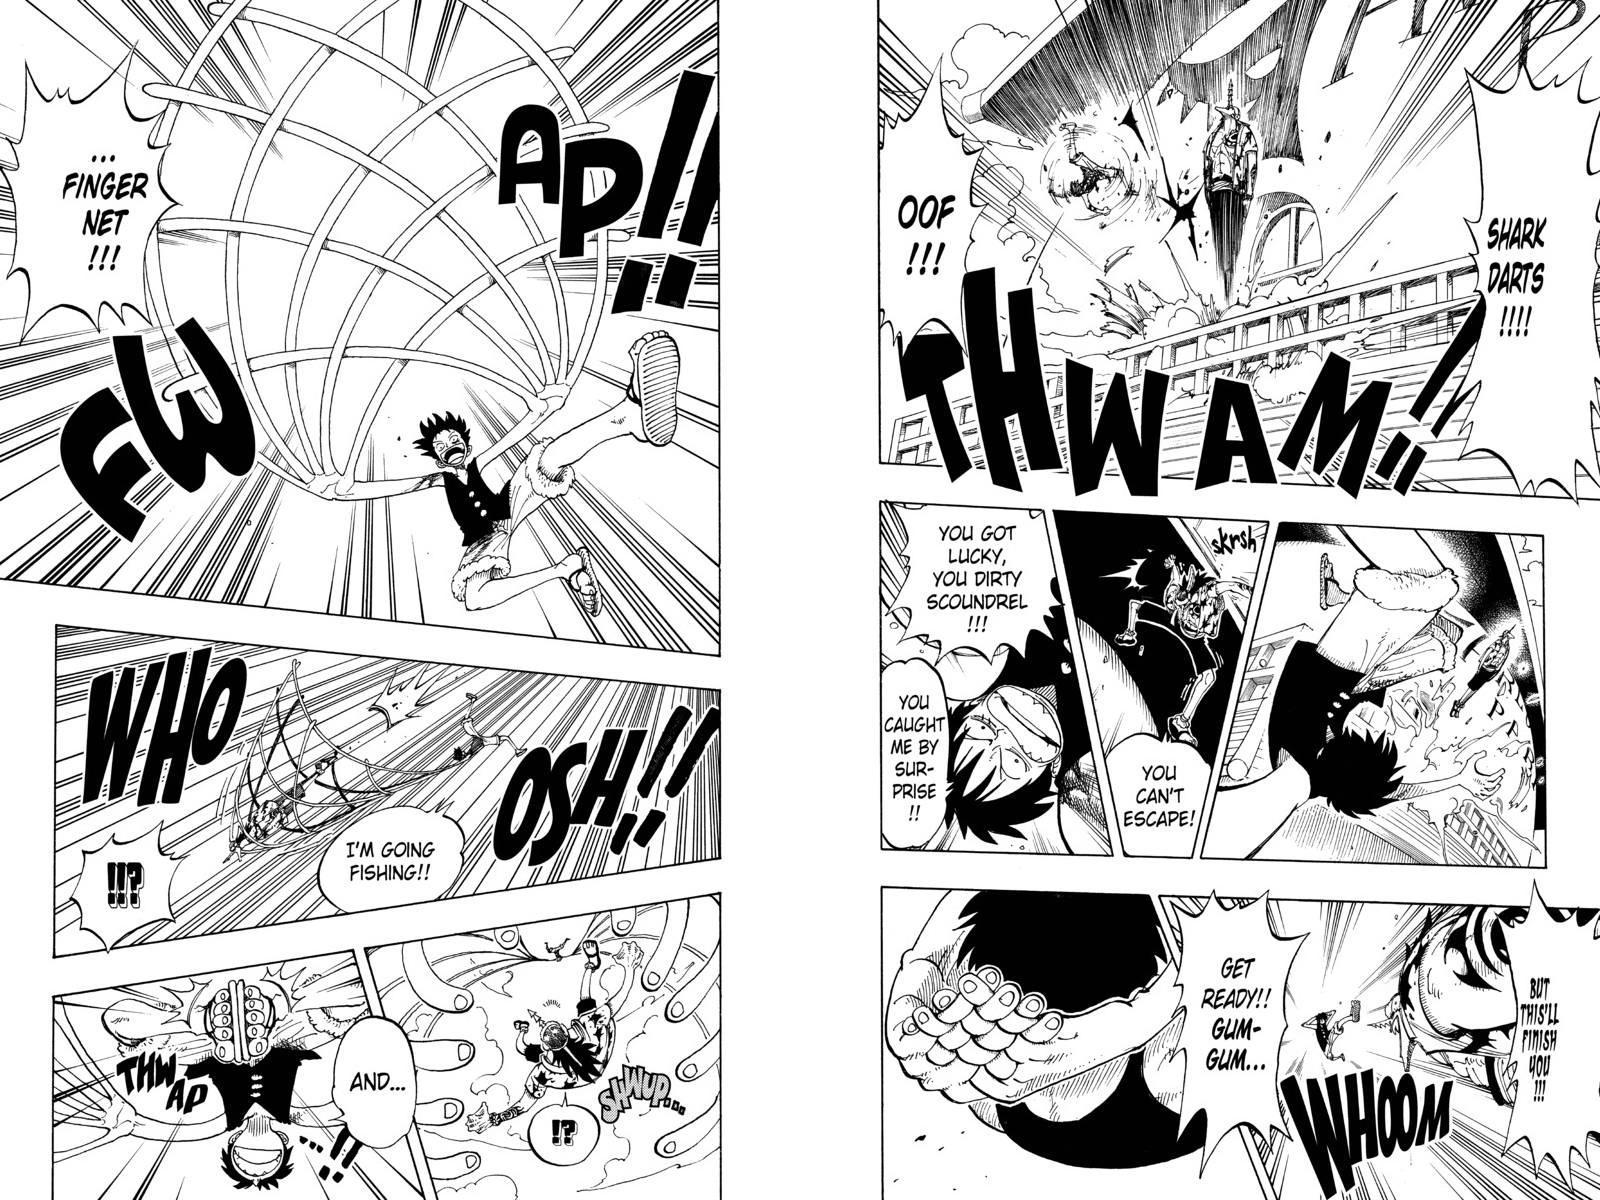 SHARK
DARTS
!!!!
OOF
!!!
THWAM!!
skrsh
YOU
CAN'T
ESCAPE!
YOU GOT
LUCKY,
YOU DIRTY
SCOUNDREL
!!!
YOU
CAUGHT
ME BY
SUR-
PRISE
!!
BUT
THIS'LL
FINISH
YOU
!!!
WHOOM
GET
READY!!
GUM-
GUM...
...
FINGER
NET
!!!
FW
AP!!
WHO
OSH!!
I'M GOING
FISHING!!
!!?
SHWUP...
!?
AND...
THW
AP
...!!